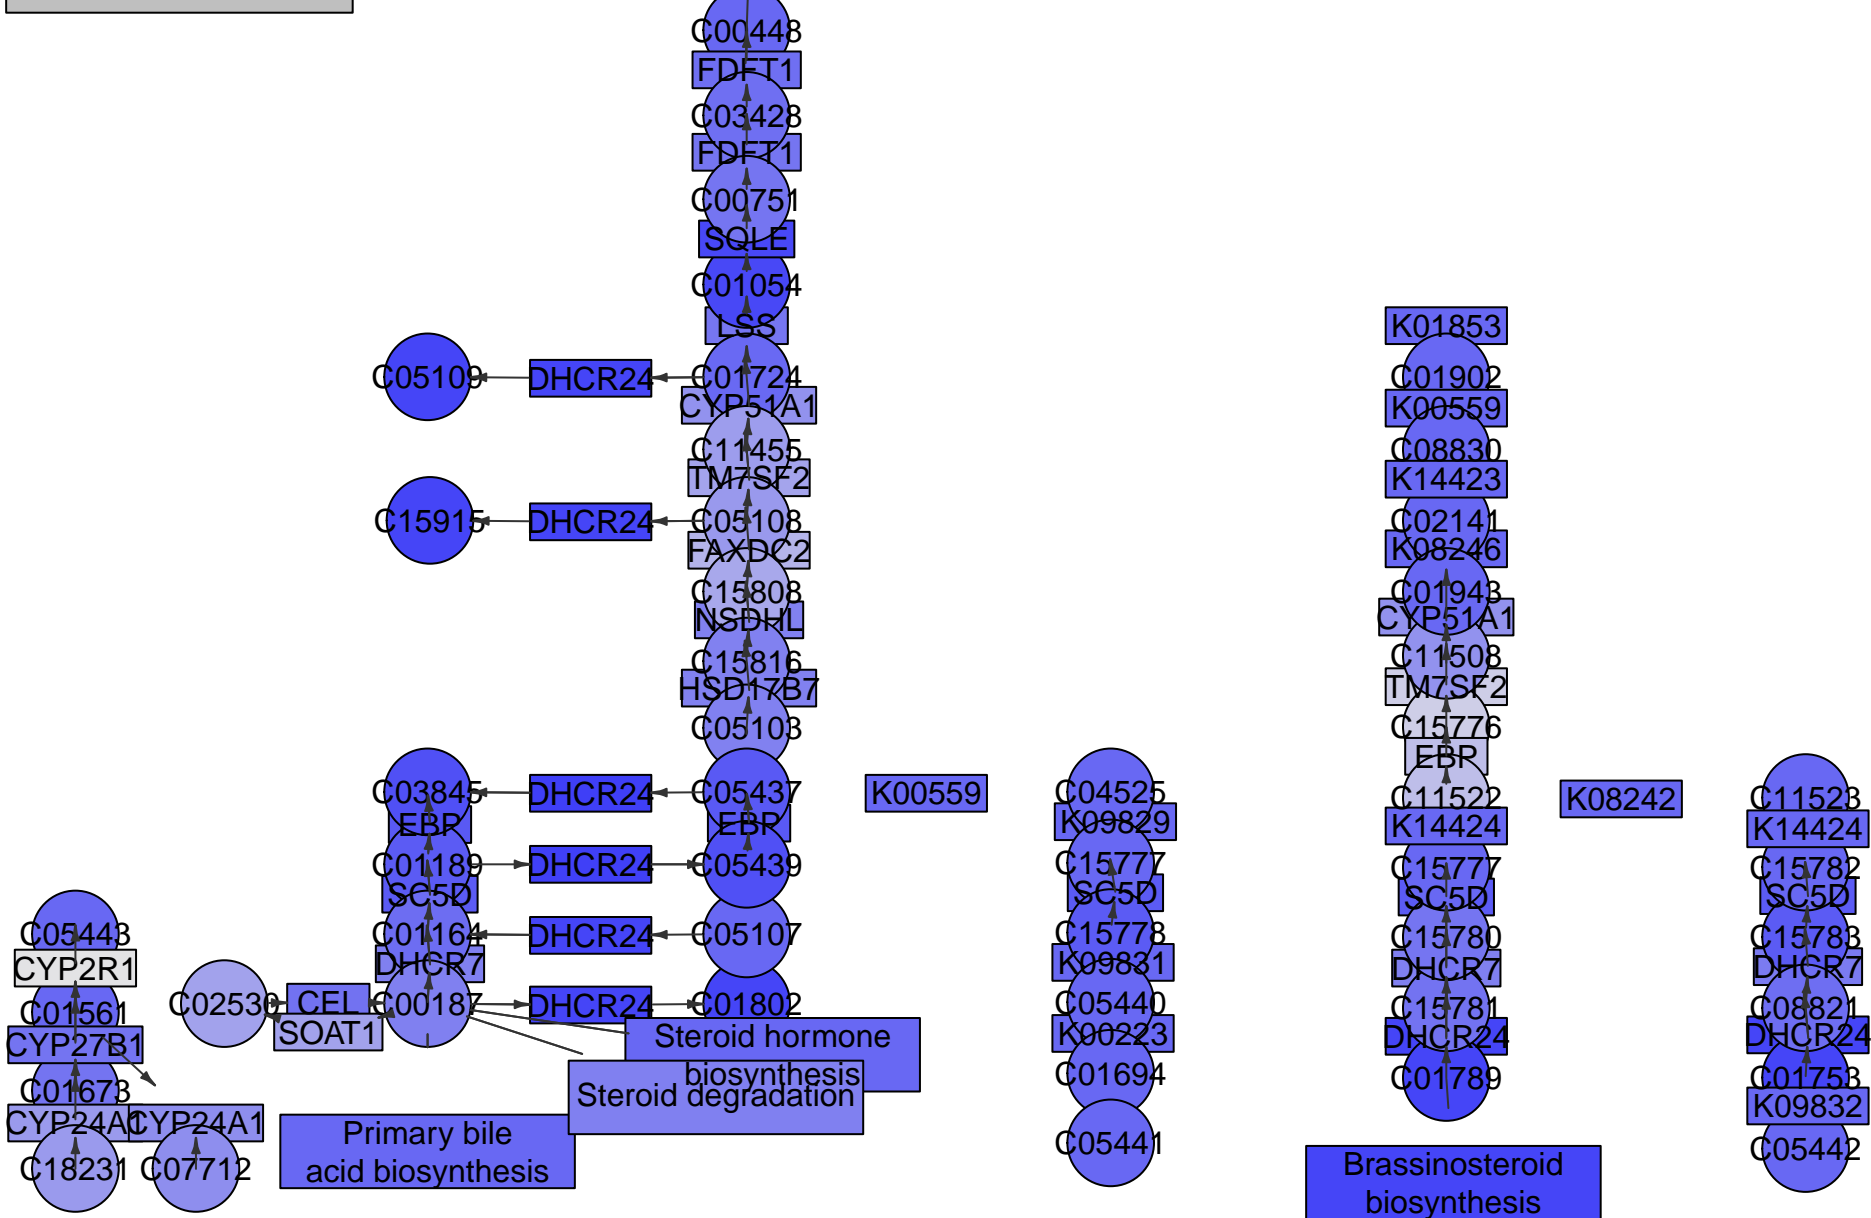 C00448
FDFT1
C03428
FDFT1
C00751
SQLE
C01054
LSS
C05109
DHCR24
C01724
CYP51A1
C11455
TM7SF2
C15915
DHCR24
C05108
FAXDC2
C15808
NSDHL
C15816
HSD17B7
C05103
C03845
DHCR24
C05437
EBP
EBP
C01189
DHCR24
C05439
SC5D
C01164
DHCR24
C05107
DHCR7
C02530
CEL
SOAT1
C00187
DHCR24
C01802
C05443
CYP2R1
C01561
CYP27B1
C01673
CYP24A1
CYP24A1
C18231
C07712
Steroid hormone
biosynthesis
Steroid degradation
Primary bile
acid biosynthesis
K00559
C04525
K09829
C15777
SC5D
C15778
K09831
C05440
K00223
C01694
C05441
K01853
C01902
K00559
C08830
K14423
C02141
K08246
C01943
CYP51A1
C11508
TM7SF2
C15776
EBP
C11522
K14424
C15777
SC5D
C15780
DHCR7
C15781
DHCR24
C01789
Brassinosteroid
biosynthesis
K08242
C11523
K14424
C15782
SC5D
C15783
DHCR7
C08821
DHCR24
C01753
K09832
C05442